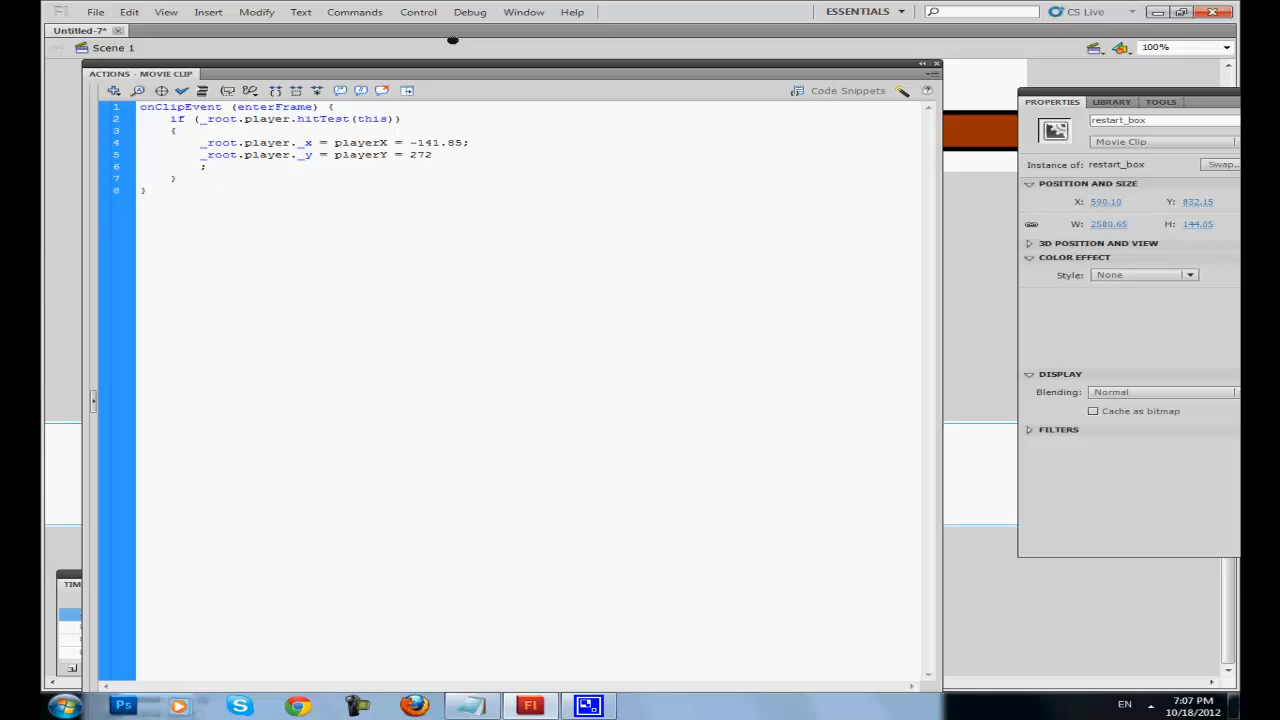 Fl File Edit View Insert Modify Text Commands Control Debug Window Help ESSENTIALS CS Live
Untitled-7*
Scene 1 100%
ACTIONS - MOVIE CLIP
Code Snippets
1 onClipEvent (enterFrame) {
2 if (_root.player.hitTest(this))
3 {
4 _root.player._x = playerX = -141.85;
5 _root.player._y = playerY = 272
6 ;
7 }
8 }
PROPERTIES LIBRARY TOOLS
restart_box
Movie Clip
Instance of: restart_box Swap...
POSITION AND SIZE
X: 590.10 Y: 832.15
W: 2580.65 H: 144.05
3D POSITION AND VIEW
COLOR EFFECT
Style: None
DISPLAY
Blending: Normal
Cache as bitmap
FILTERS
TIM
Ps Fl EN 7:07 PM
10/18/2012